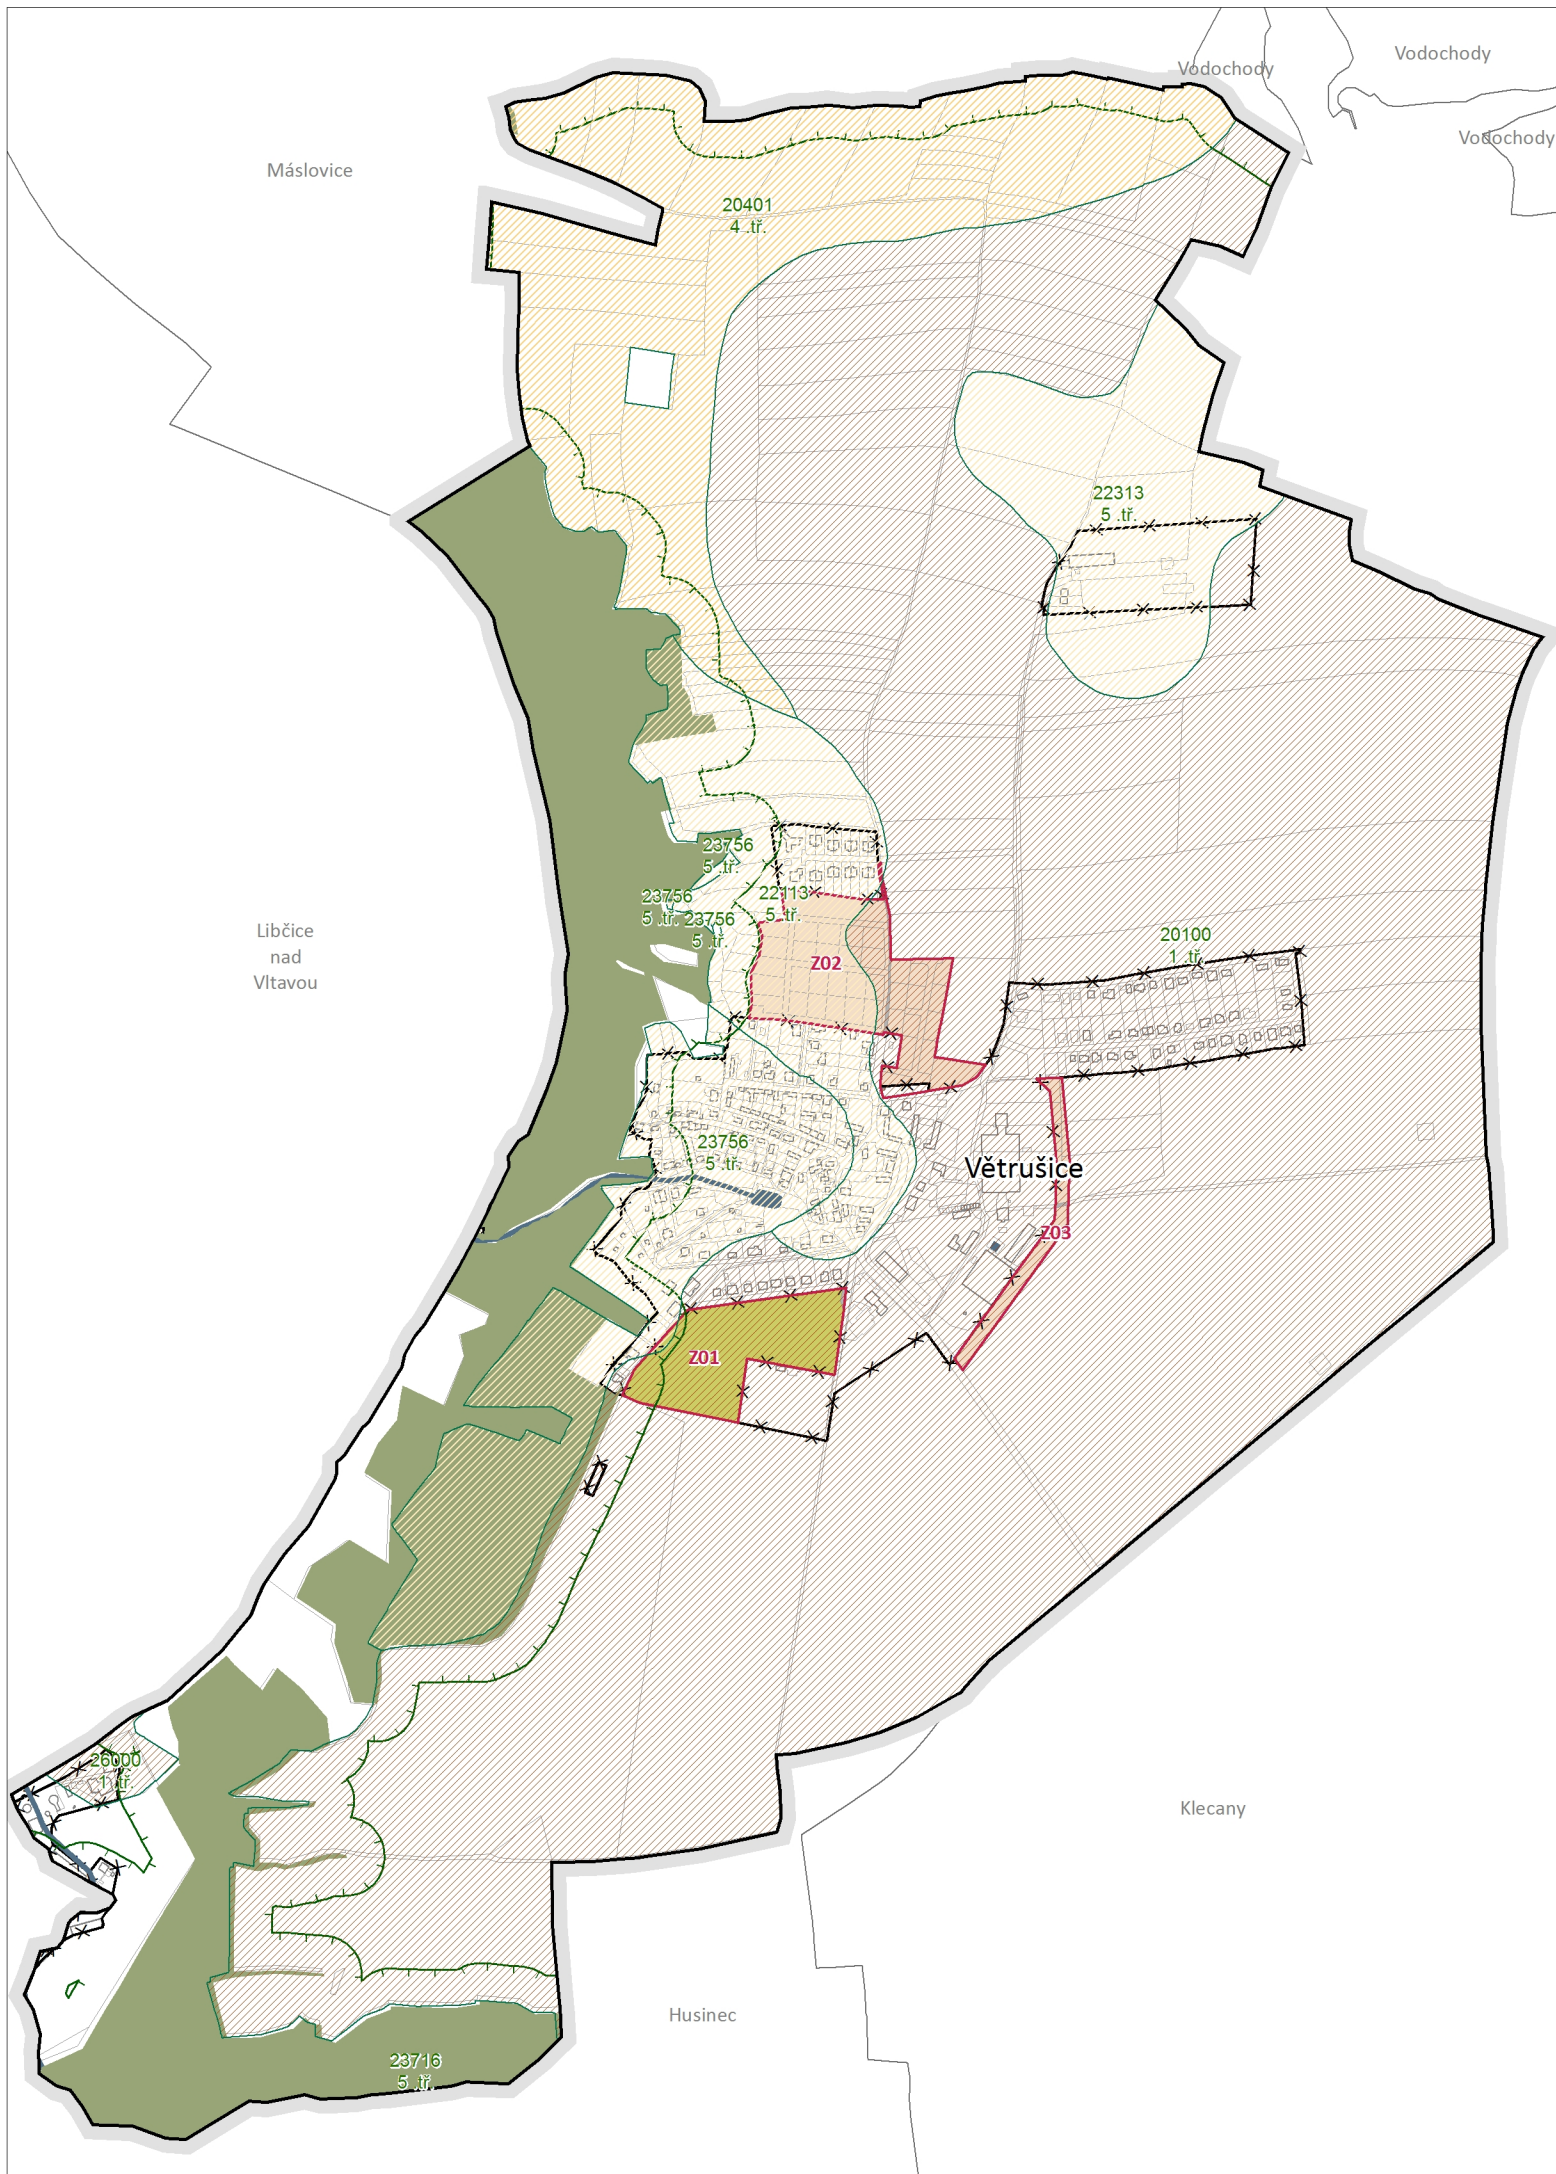 Vodochody
Vodochody
Vodochody
Máslovice
20401
4 .tř.
22313
5 .tř.
23756
5 .tř.
23756
5 .tř.
23756
5 .tř.
22113
5 .tř.
Libčice
nad
Vltavou
Z02
20100
1 .tř.
23756
5 .tř.
Větrušice
Z03
Z01
26000
1 .tř.
Klecany
Husinec
23716
5 .tř.